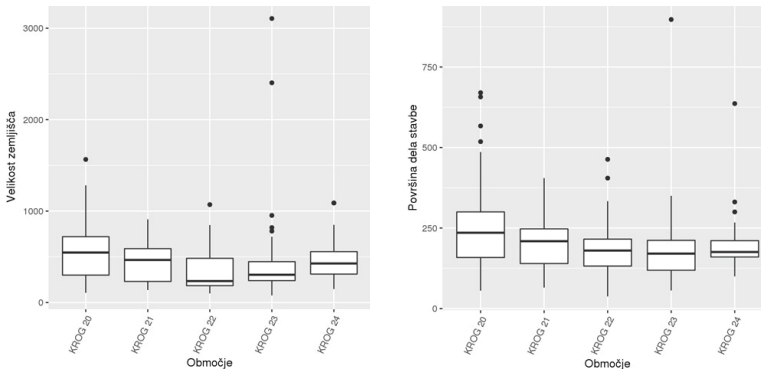 3000
2000
1000
0
Velikost zemljišča
KROG 20
KROG 21
KROG 22
KROG 23
KROG 24
Območje
750
500
250
0
Površina dela stavbe
KROG 20
KROG 21
KROG 22
KROG 23
KROG 24
Območje